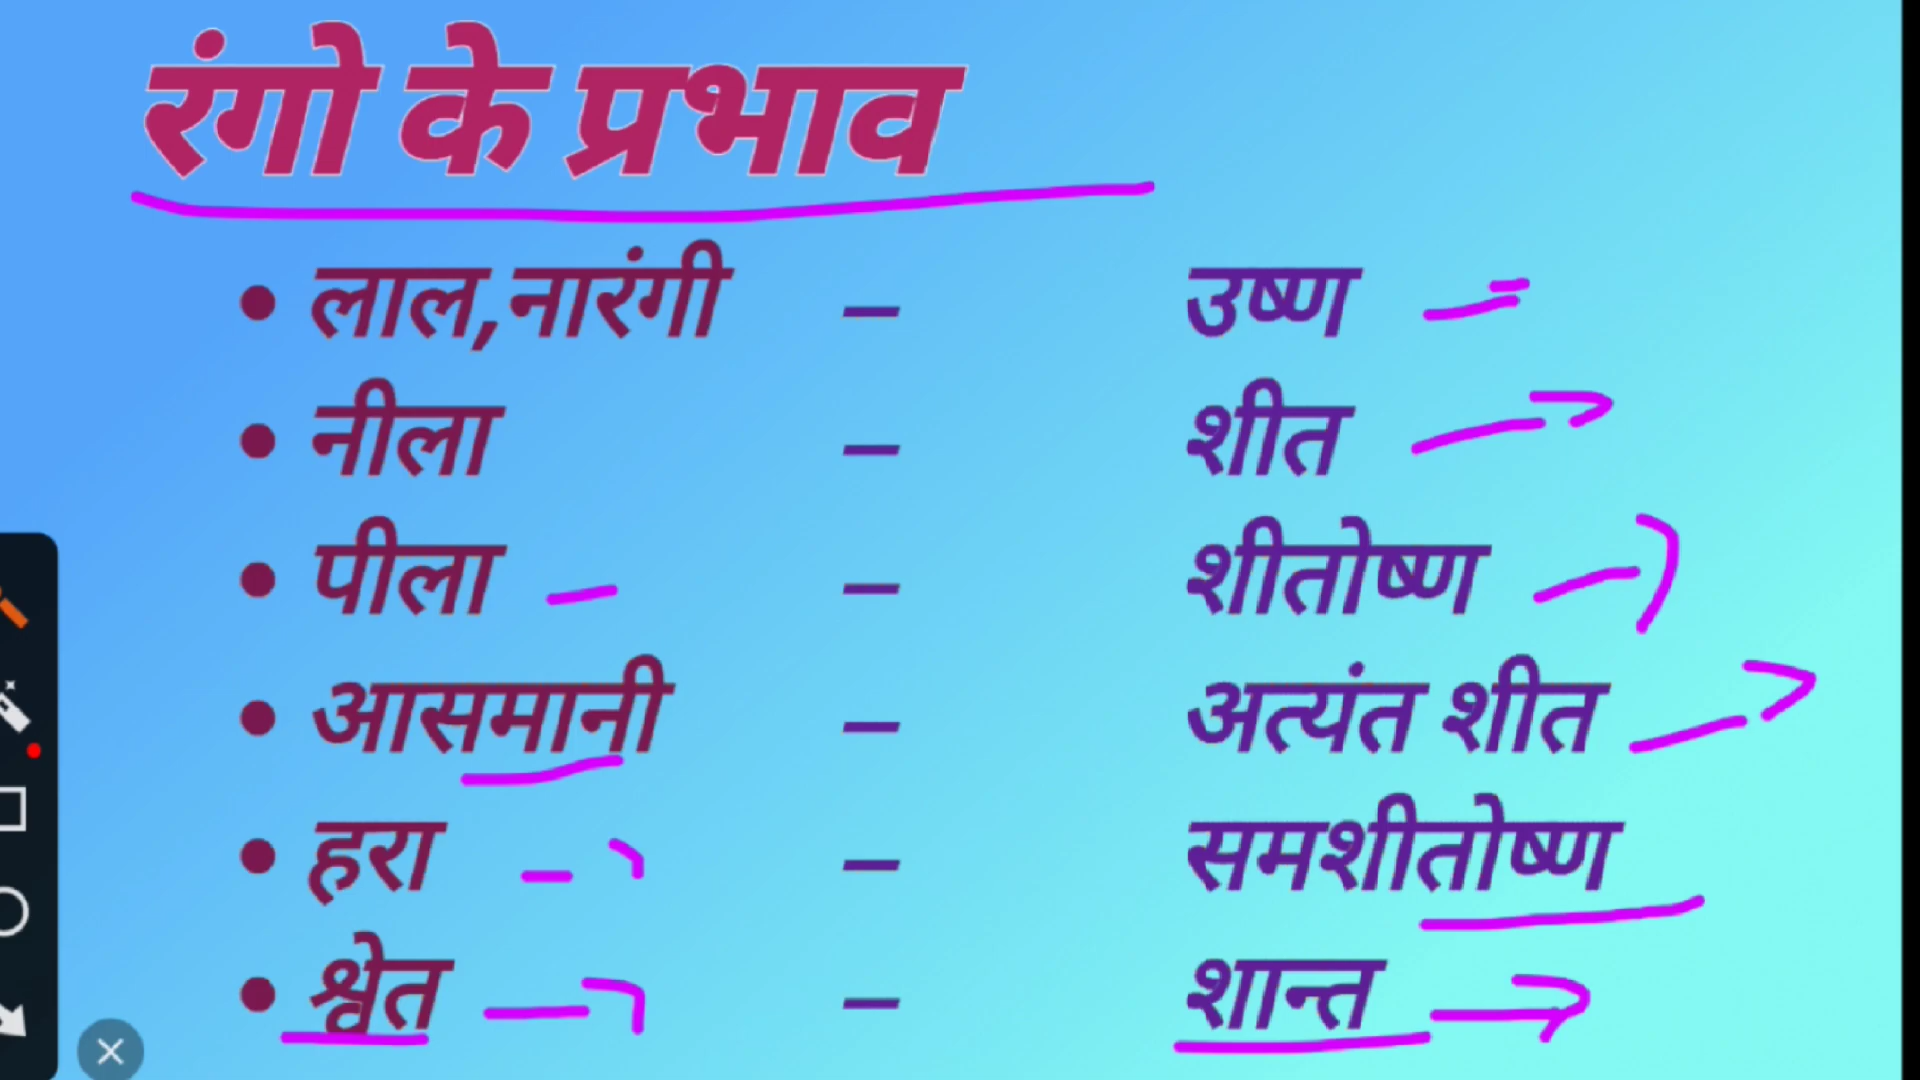 रंगो के प्रभाव
• लाल,नारंगी – उष्ण
• नीला – शीत
• पीला – शीतोष्ण
• आसमानी – अत्यंत शीत
• हरा – समशीतोष्ण
• श्वेत – शान्त